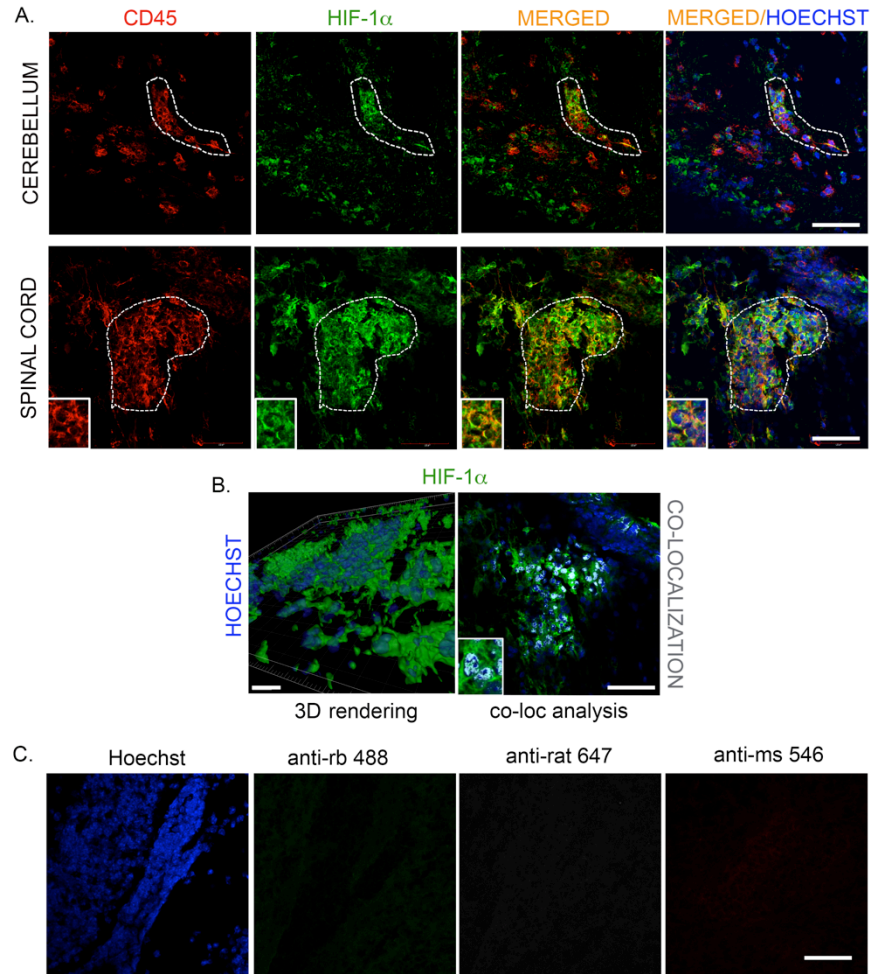 A.
CD45 HIF-1α MERGED MERGED/HOECHST
CEREBELLUM
SPINAL CORD
B.
HIF-1α
HOECHST
CO-LOCALIZATION
3D rendering co-loc analysis
C.
Hoechst anti-rb 488 anti-rat 647 anti-ms 546